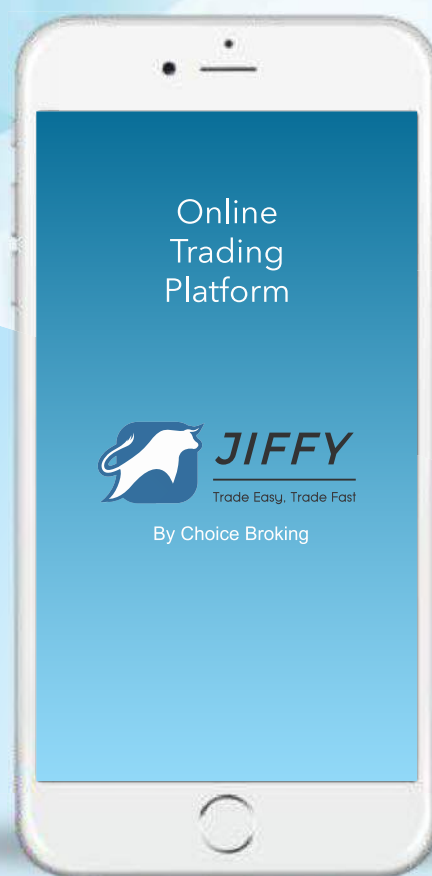 Online
Trading
Platform
JIFFY
Trade Easy, Trade Fast
By Choice Broking